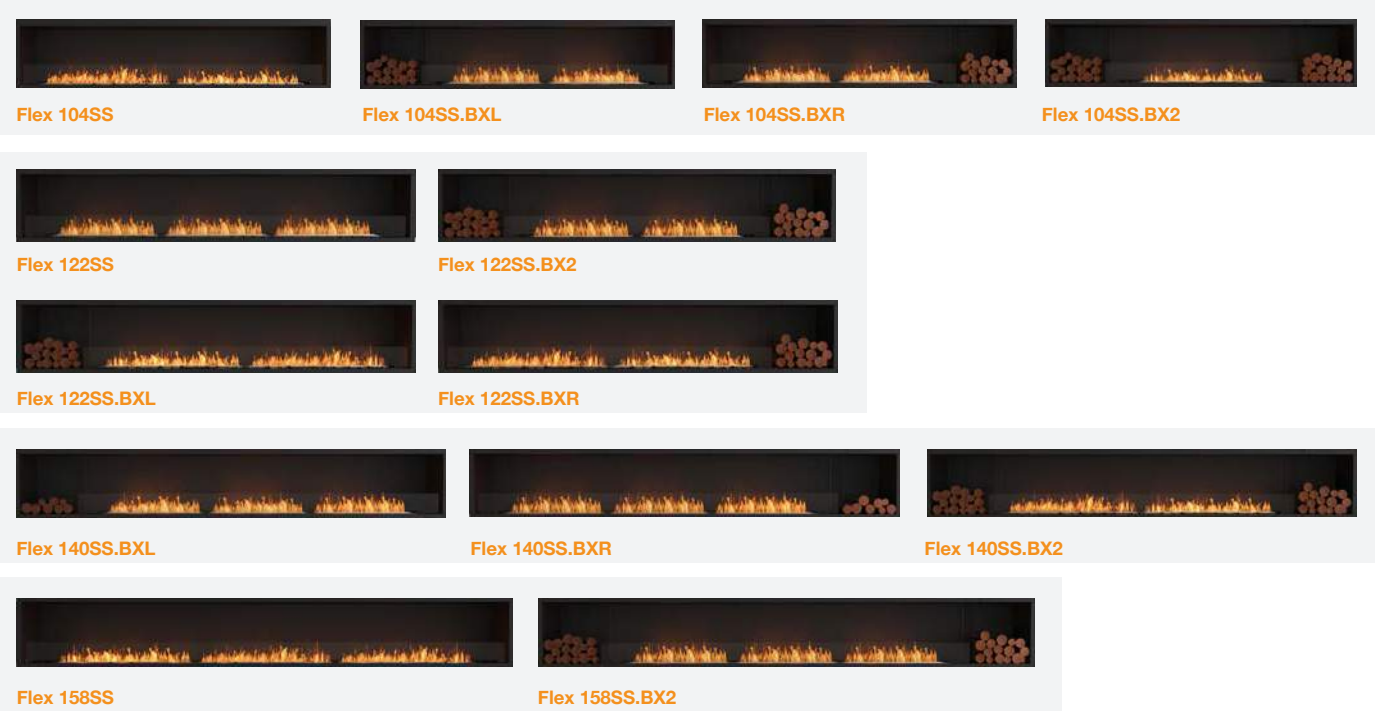 Flex 104SS
Flex 104SS.BXL
Flex 104SS.BXR
Flex 104SS.BX2
Flex 122SS
Flex 122SS.BX2
Flex 122SS.BXL
Flex 122SS.BXR
Flex 140SS.BXL
Flex 140SS.BXR
Flex 140SS.BX2
Flex 158SS
Flex 158SS.BX2